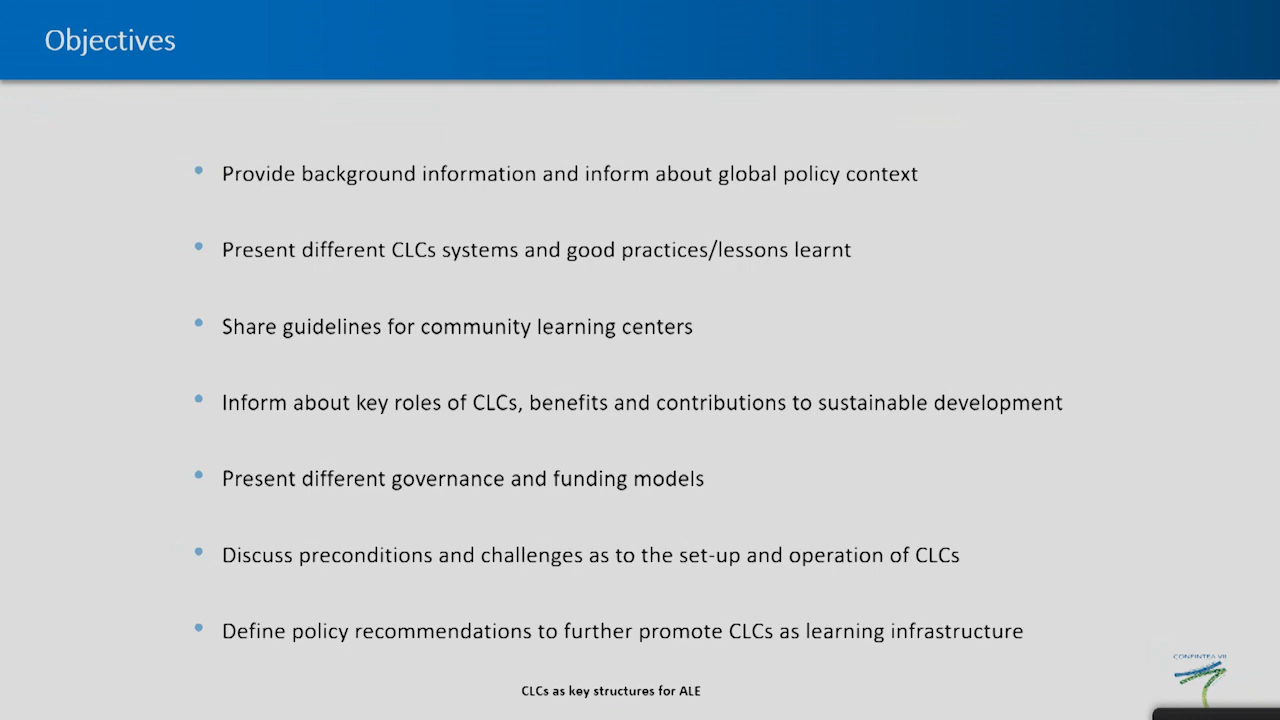 Objectives
Provide background information and inform about global policy context
Present different CLCs systems and good practices/lessons learnt
Share guidelines for community learning centers
Inform about key roles of CLCs, benefits and contributions to sustainable development
Present different governance and funding models
Discuss preconditions and challenges as to the set-up and operation of CLCs
Define policy recommendations to further promote CLCs as learning infrastructure
CONFINTEA VII
CLCs as key structures for ALE